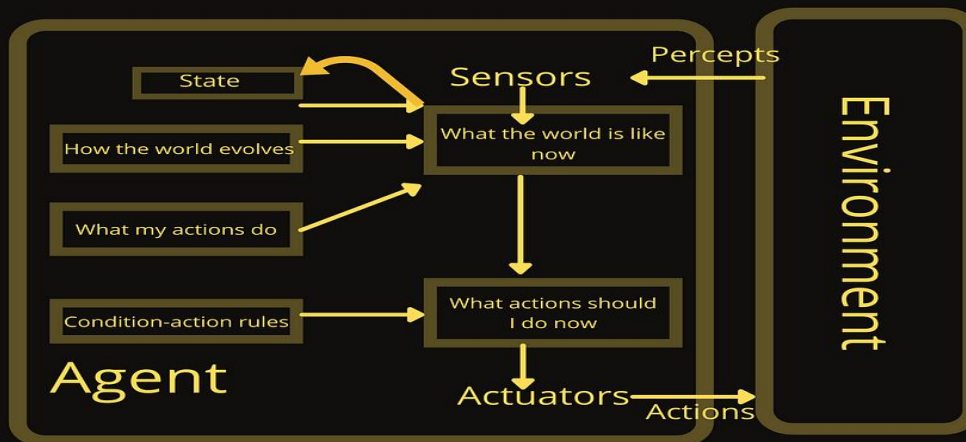 Percepts
State
Sensors
How the world evolves
What the world is like
now
What my actions do
Environment
Condition-action rules
What actions should
I do now
Agent
Actuators
Actions